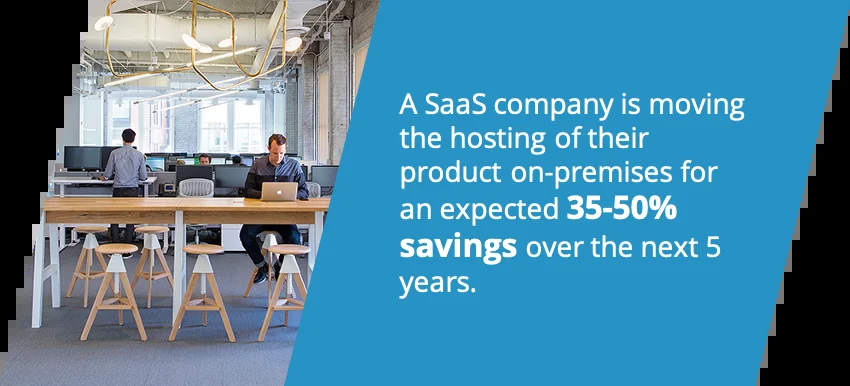 A SaaS company is moving
the hosting of their
product on-premises for
an expected 35-50%
savings over the next 5
years.